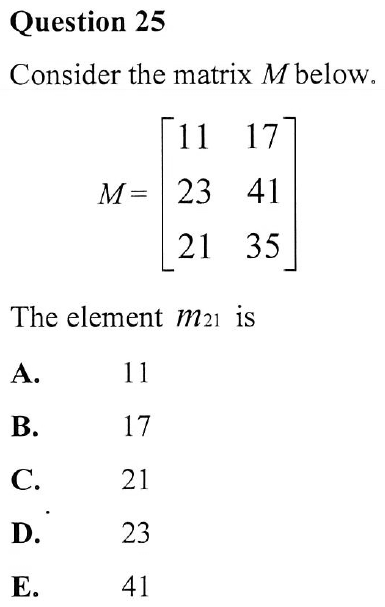 Question 25
Consider the matrix M below.
11 17
M = 23 41
21 35
The element m21 is
A. 11
B. 17
C. 21
D. 23
E. 41